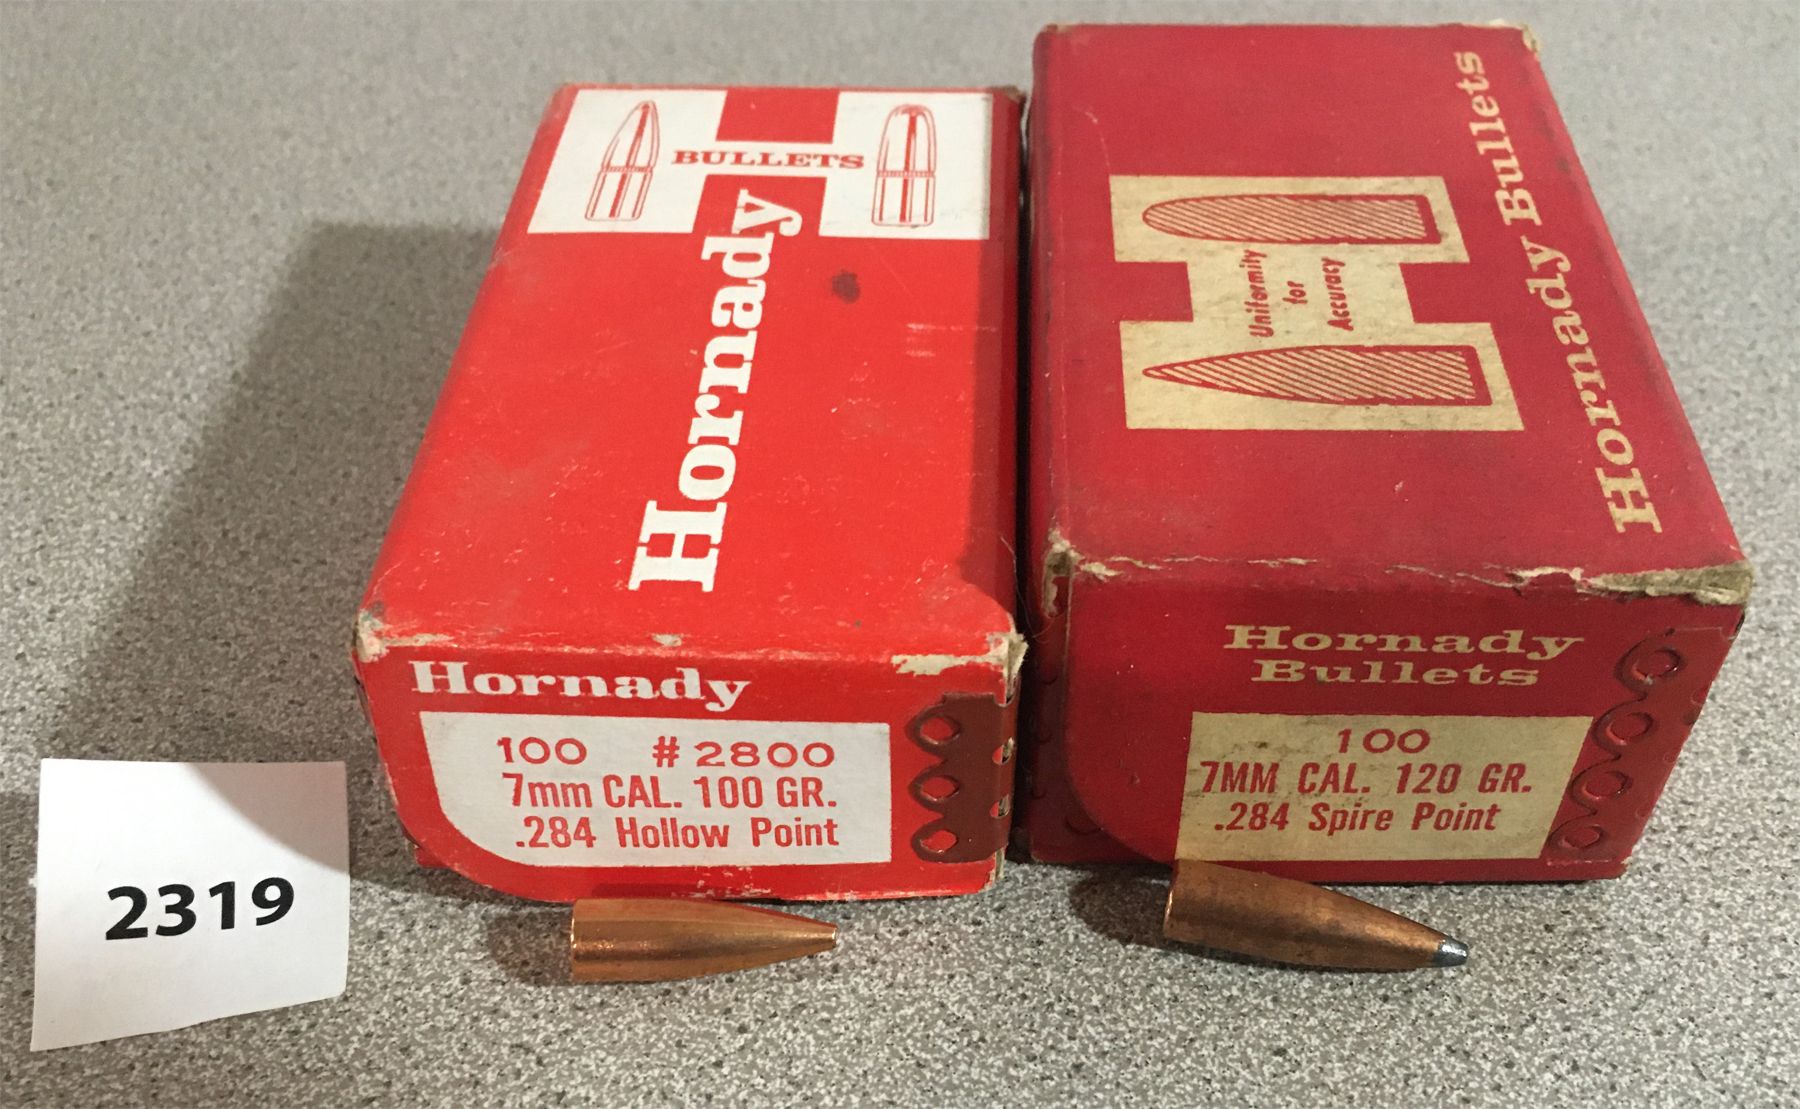 BULLETS
Hornady
Hornady
100 # 2800
7mm CAL. 100 GR.
.284 Hollow Point
Uniformity
for
Accuracy
Hornady Bullets
Hornady
Bullets
100
7MM CAL. 120 GR.
.284 Spire Point
2319